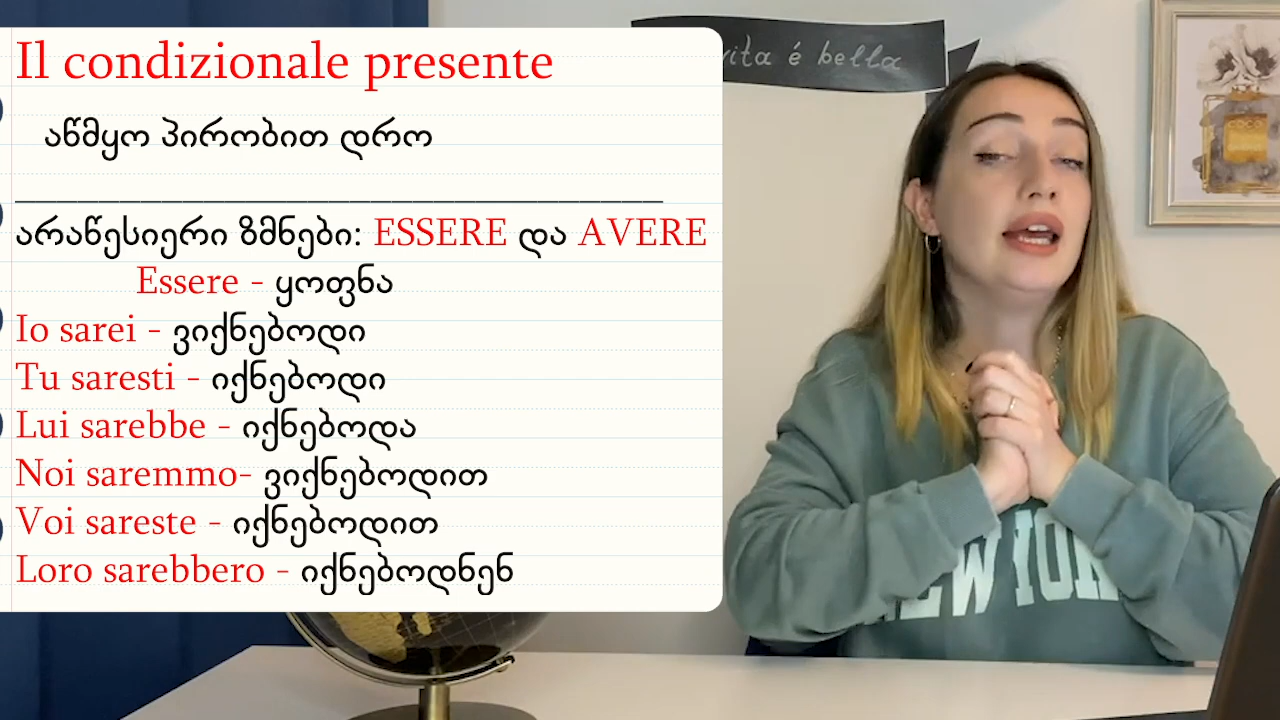 Il condizionale presente
აწმყო პირობით დრო
არაწესიერი ზმნები: ESSERE და AVERE
Essere - ყოფნა
Io sarei - ვიქნებოდი
Tu saresti - იქნებოდი
Lui sarebbe - იქნებოდა
Noi saremmo- ვიქნებოდით
Voi sareste - იქნებოდით
Loro sarebbero - იქნებოდნენ
vita é bella
COCO
NEW YORK